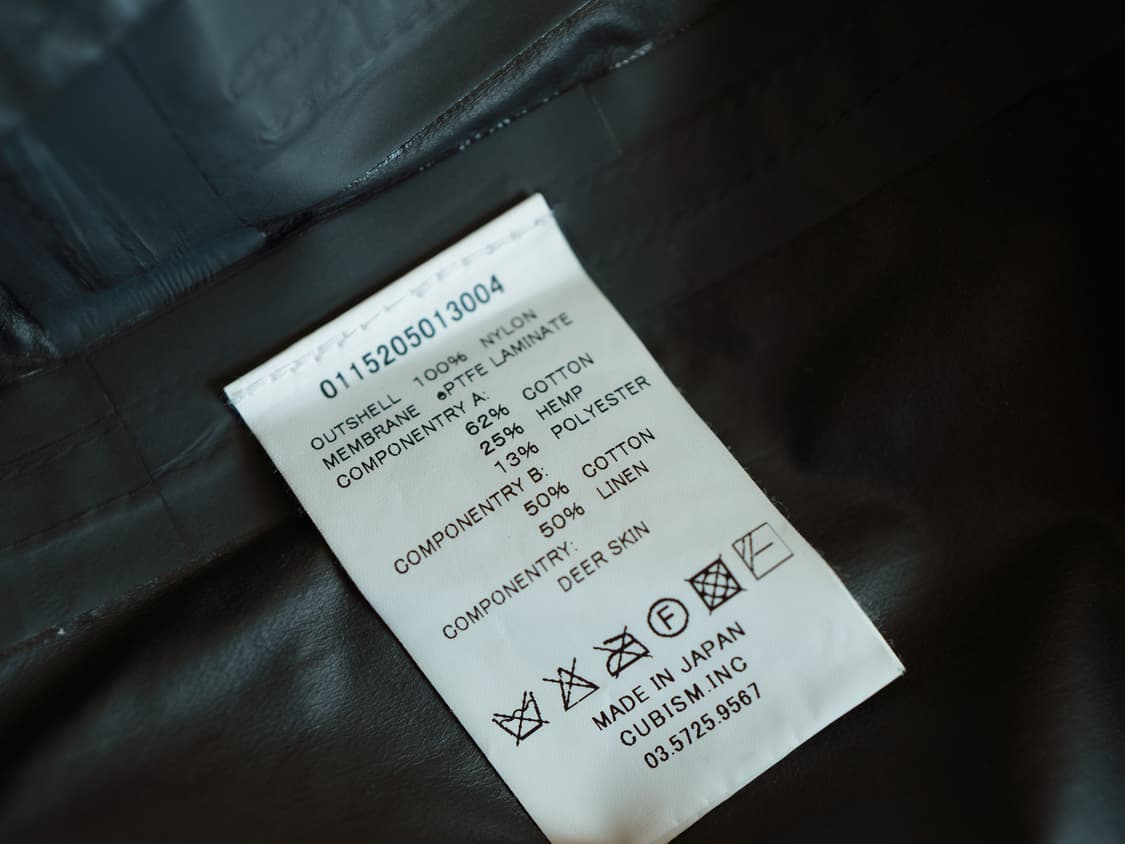 0115205013004
OUTSHELL 100% NYLON
MEMBRANE ePTFE LAMINATE
COMPONENTRY A:
62% COTTON
25% HEMP
13% POLYESTER
COMPONENTRY B:
50% COTTON
50% LINEN
COMPONENTRY:
DEER SKIN
F
MADE IN JAPAN
CUBISM.INC
03.5725.9567